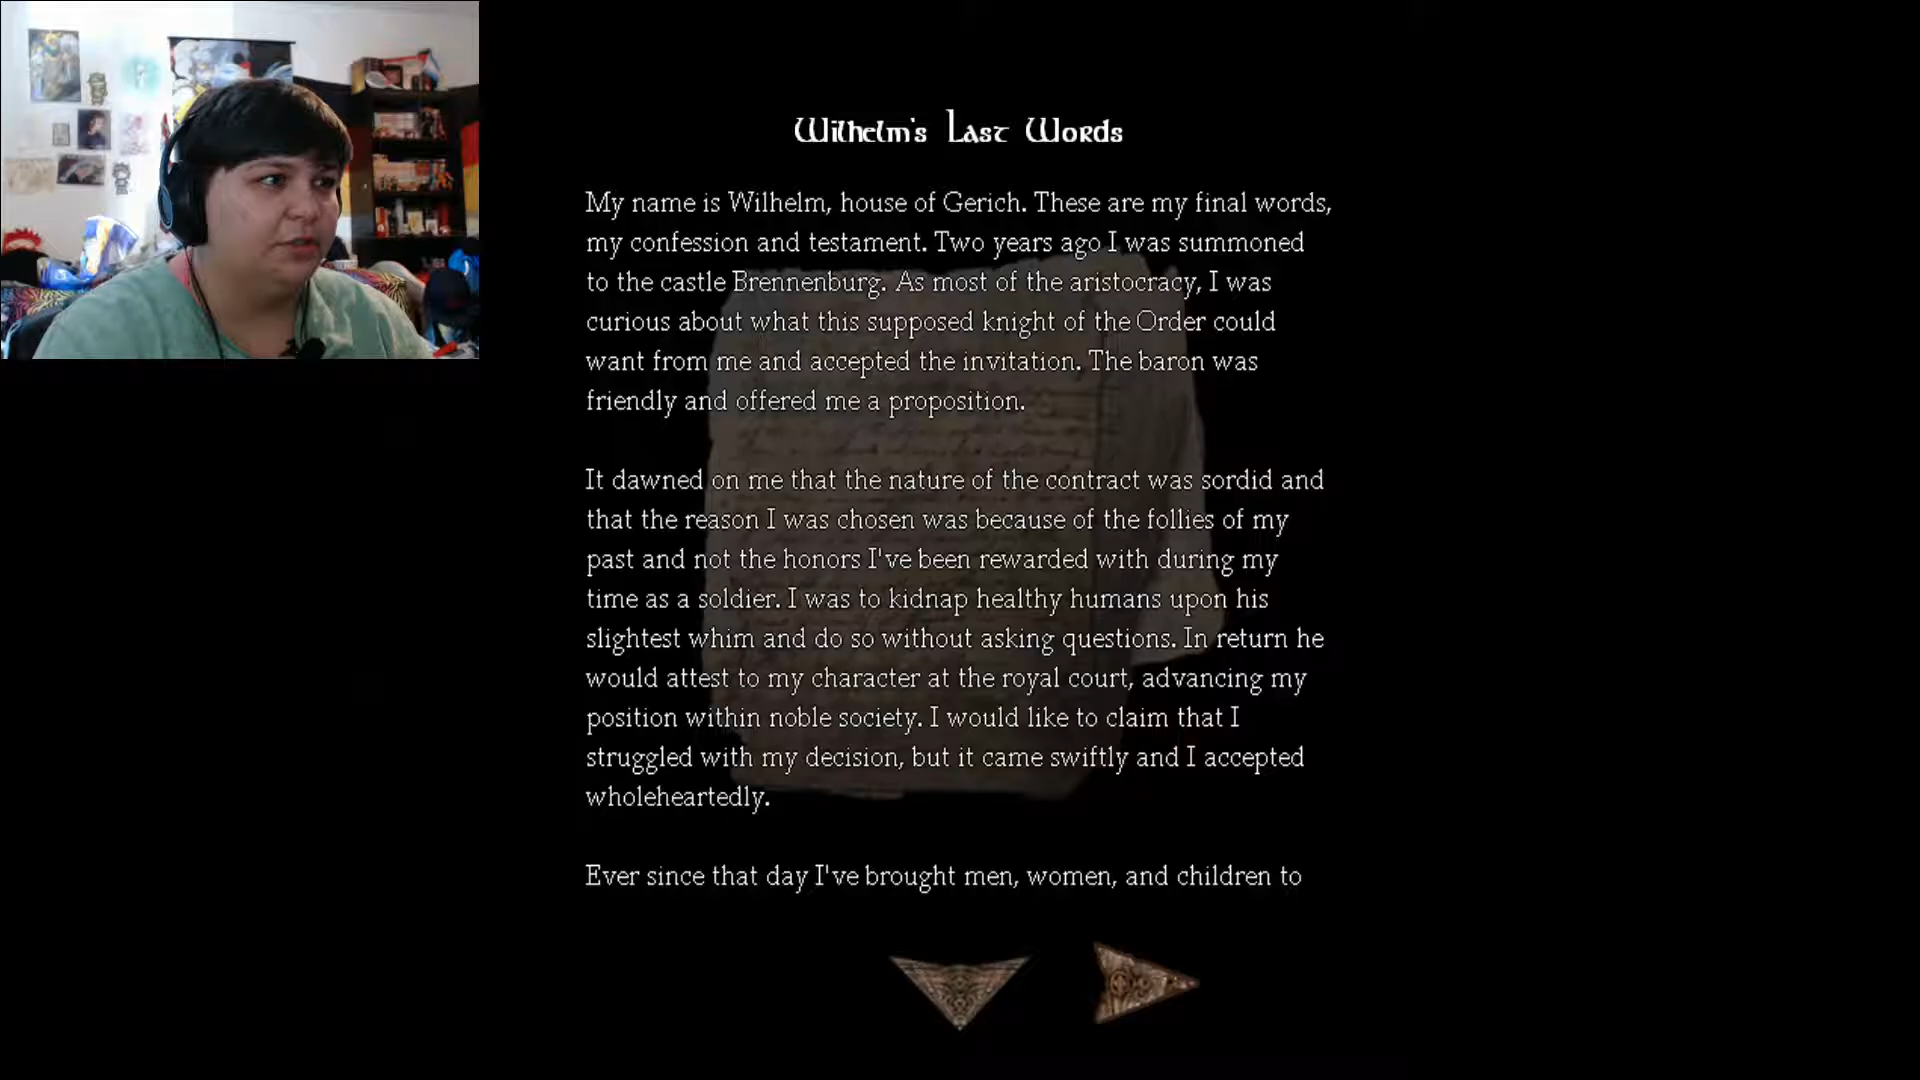 Wilhelm's Last Words
My name is Wilhelm, house of Gerich. These are my final words,
my confession and testament. Two years ago I was summoned
to the castle Brennenburg. As most of the aristocracy, I was
curious about what this supposed knight of the Order could
want from me and accepted the invitation. The baron was
friendly and offered me a proposition.
It dawned on me that the nature of the contract was sordid and
that the reason I was chosen was because of the follies of my
past and not the honors I've been rewarded with during my
time as a soldier. I was to kidnap healthy humans upon his
slightest whim and do so without asking questions. In return he
would attest to my character at the royal court, advancing my
position within noble society. I would like to claim that I
struggled with my decision, but it came swiftly and I accepted
wholeheartedly.
Ever since that day I've brought men, women, and children to